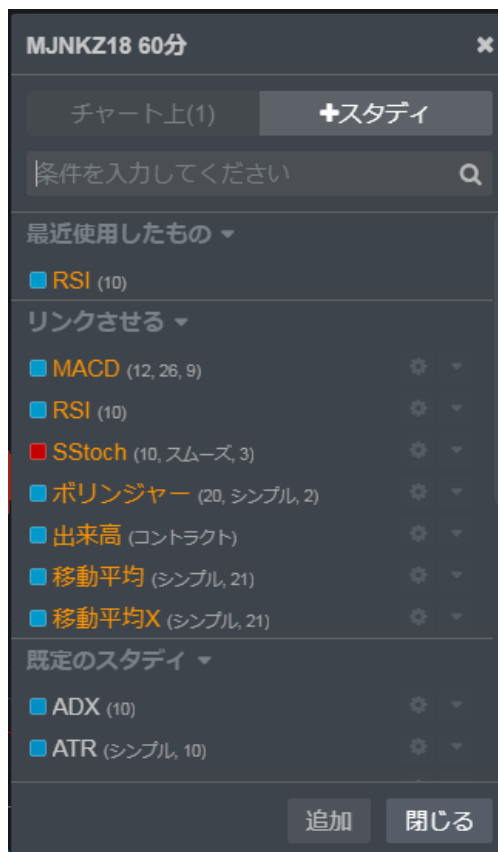 MJNKZ18 60分
チャート上(1) +スタディ
条件を入力してください
最近使用したもの
RSI (10)
リンクさせる
MACD (12, 26, 9)
RSI (10)
SStoch (10, スムーズ, 3)
ボリンジャー (20, シンプル, 2)
出来高 (コントラクト)
移動平均 (シンプル, 21)
移動平均X (シンプル, 21)
既定のスタディ
ADX (10)
ATR (シンプル, 10)
追加 閉じる